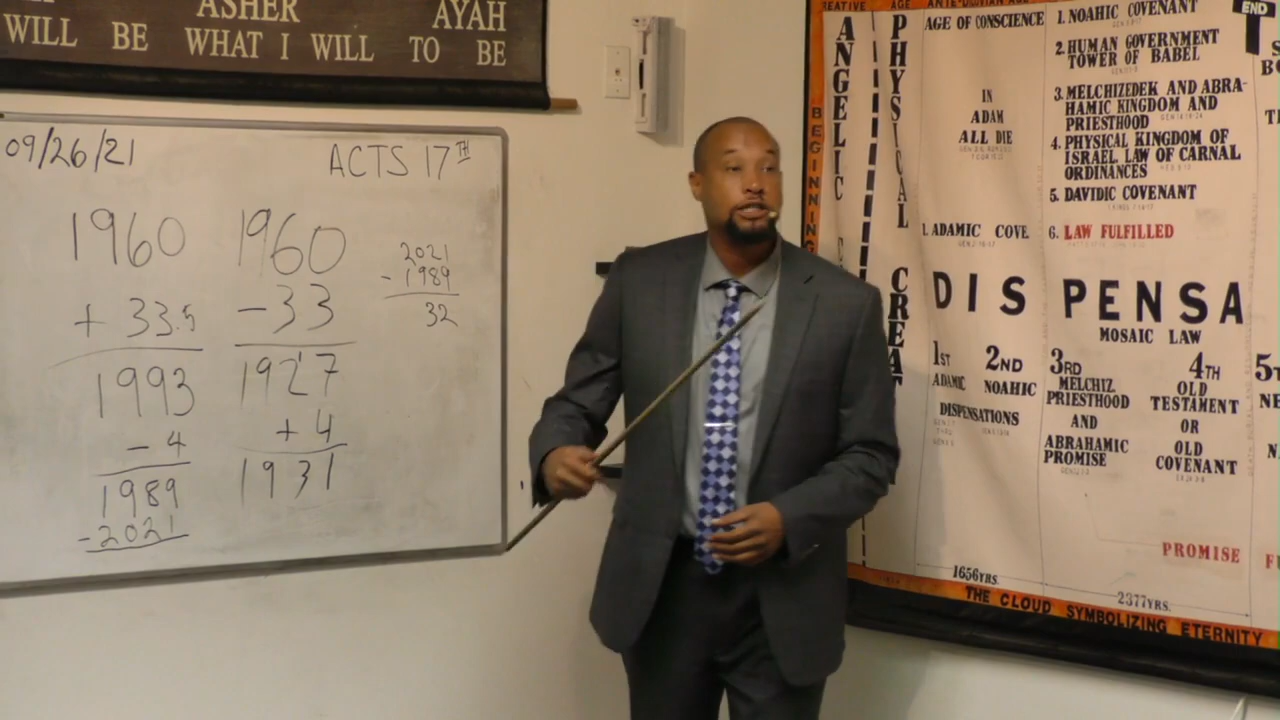 ASHER AYAH
WILL BE WHAT I WILL TO BE
09/26/21
ACTS 17TH
1960
+ 33.5
1993
- 4
1989
- 2021
1960
- 33
1927
+ 4
1931
2021
- 1989
32
BEGINNING
ANGELIC
AGE
PHYSICAL
CREAT
AGE OF CONSCIENCE
IN
ADAM
ALL DIE
1. ADAMIC COVE.
1. NOAHIC COVENANT
2. HUMAN GOVERNMENT
TOWER OF BABEL
3. MELCHIZEDEK AND ABRA-
HAMIC KINGDOM AND
PRIESTHOOD
4. PHYSICAL KINGDOM OF
ISRAEL. LAW OF CARNAL
ORDINANCES
5. DAVIDIC COVENANT
6. LAW FULFILLED
END
DISPENSA
MOSAIC LAW
1ST 2ND
ADAMIC NOAHIC
DISPENSATIONS
3RD
MELCHIZ.
PRIESTHOOD
AND
ABRAHAMIC
PROMISE
4TH
OLD
TESTAMENT
OR
OLD
COVENANT
PROMISE
1656YRS.
2377YRS.
THE CLOUD SYMBOLIZING ETERNITY